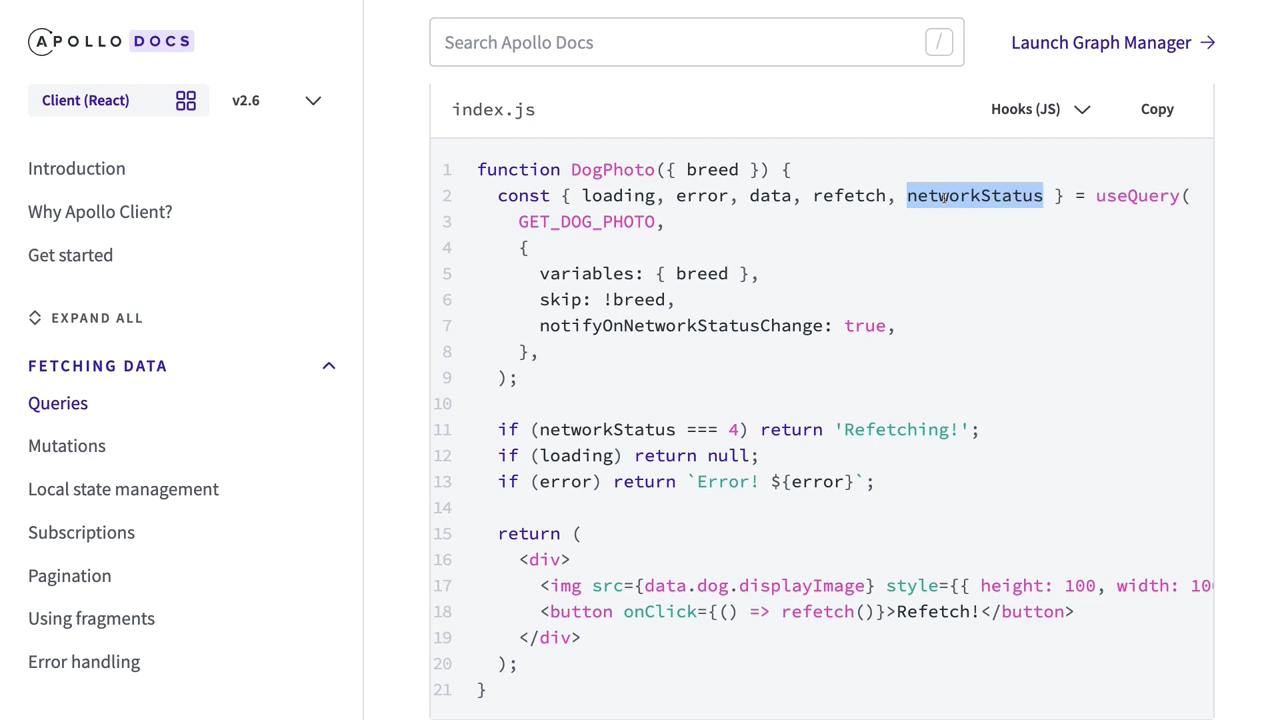 APOLLO DOCS
Search Apollo Docs
/
Launch Graph Manager →
Client (React)
v2.6
Introduction
Why Apollo Client?
Get started
EXPAND ALL
FETCHING DATA
Queries
Mutations
Local state management
Subscriptions
Pagination
Using fragments
Error handling
index.js
Hooks (JS)
Copy
1 function DogPhoto({ breed }) {
2 const { loading, error, data, refetch, networkStatus } = useQuery(
3 GET_DOG_PHOTO,
4 {
5 variables: { breed },
6 skip: !breed,
7 notifyOnNetworkStatusChange: true,
8 },
9 );
10
11 if (networkStatus === 4) return 'Refetching!';
12 if (loading) return null;
13 if (error) return `Error! ${error}`;
14
15 return (
16 <div>
17 <img src={data.dog.displayImage} style={{ height: 100, width: 10
18 <button onClick={() => refetch()}>Refetch!</button>
19 </div>
20 );
21 }